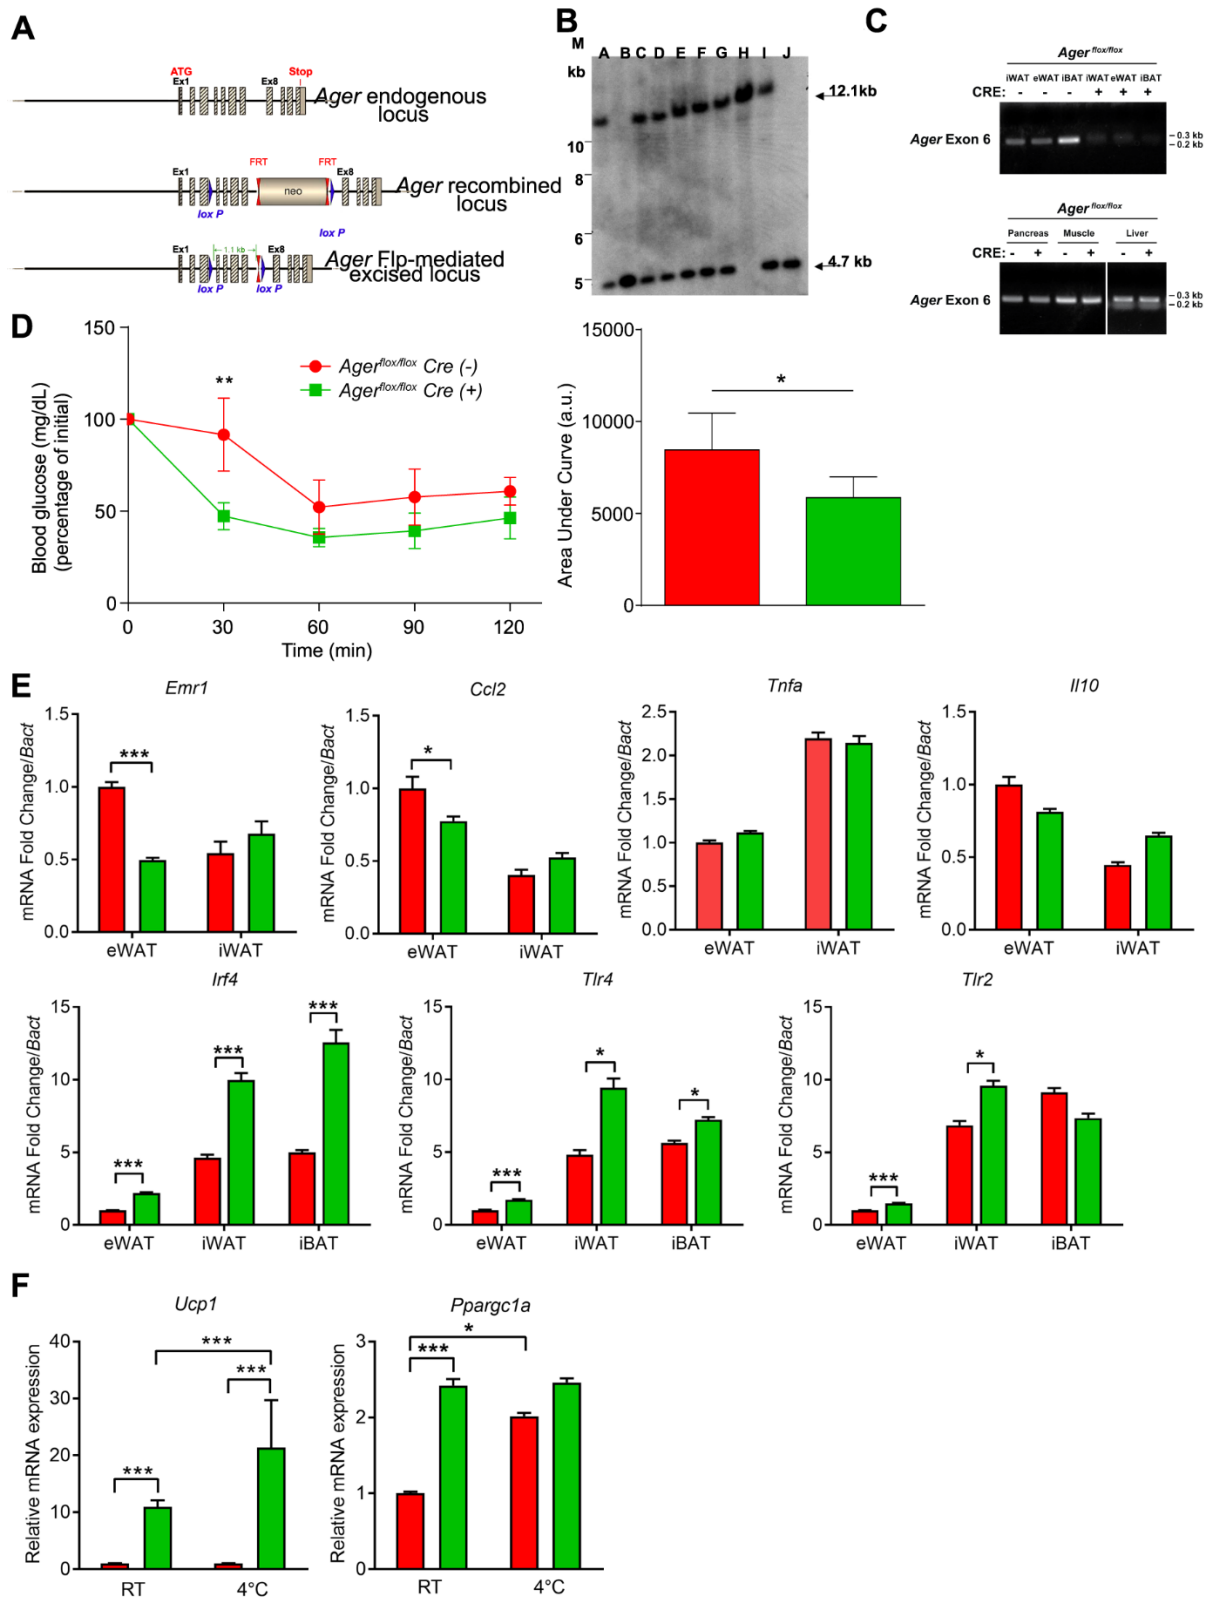 A
ATG
Ex1
Ex8
Stop
Ager endogenous
locus
FRT
FRT
Ex1
neo
Ex8
Ager recombined
locus
lox P
lox P
Ex1
1.1 kb
Ex8
Ager Flp-mediated
excised locus
lox P
lox P
B
M
A B C D E F G H I J
kb
12.1kb
10
8
6
5
4.7 kb
C
Ager flox/flox
iWAT eWAT iBAT iWAT eWAT iBAT
CRE: - - - + + +
Ager Exon 6
0.3 kb
0.2 kb
Ager flox/flox
Pancreas Muscle Liver
CRE: - + - + - +
Ager Exon 6
0.3 kb
0.2 kb
D
Blood glucose (mg/dL)
(percentage of initial)
150
100
50
0
**
Ager flox/flox Cre (-)
Ager flox/flox Cre (+)
0 30 60 90 120
Time (min)
Area Under Curve (a.u.)
15000
10000
5000
0
*
E
Emr1
mRNA Fold Change/Bact
1.5
1.0
0.5
0.0
***
eWAT iWAT
Ccl2
mRNA Fold Change/Bact
1.5
1.0
0.5
0.0
*
eWAT iWAT
Tnfa
mRNA Fold Change/Bact
2.5
2.0
1.5
1.0
0.5
0.0
eWAT iWAT
Il10
mRNA Fold Change/Bact
1.5
1.0
0.5
0.0
eWAT iWAT
Irf4
mRNA Fold Change/Bact
15
10
5
0
*** *** ***
eWAT iWAT iBAT
Tlr4
mRNA Fold Change/Bact
15
10
5
0
*** * *
eWAT iWAT iBAT
Tlr2
mRNA Fold Change/Bact
15
10
5
0
*** *
eWAT iWAT iBAT
F
Ucp1
Relative mRNA expression
40
30
20
10
0
***
***
***
RT 4°C
Ppargc1a
Relative mRNA expression
3
2
1
0
*
***
RT 4°C